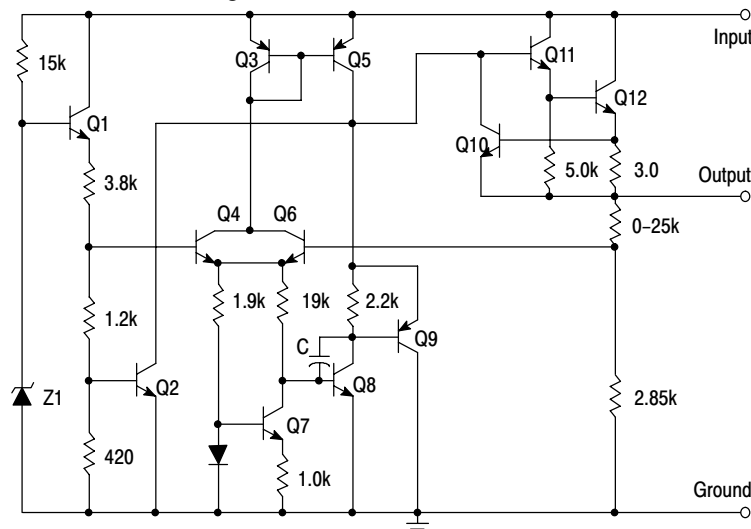 Input
15k
Q3
Q5
Q11
Q12
Q1
Q10
5.0k
3.0
Output
3.8k
0–25k
Q4
Q6
1.9k
19k
2.2k
1.2k
C
Q9
Z1
Q2
Q8
2.85k
Q7
420
1.0k
Ground